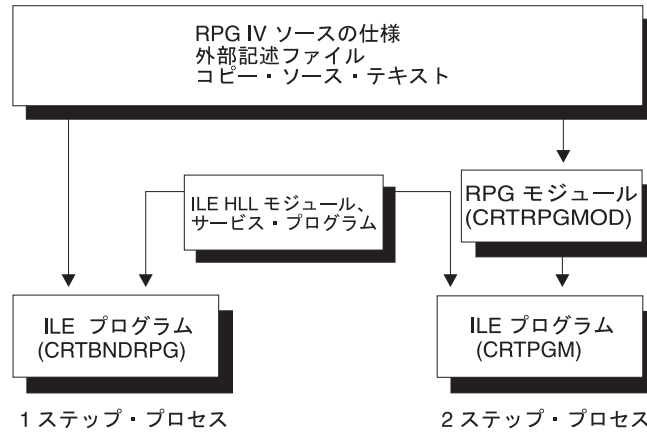 RPG IV ソースの仕様
外部記述ファイル
コピー・ソース・テキスト
ILE HLL モジュール、
サービス・プログラム
RPG モジュール
(CRTRPGMOD)
ILE プログラム
(CRTBNDRPG)
ILE プログラム
(CRTPGM)
1 ステップ・プロセス
2 ステップ・プロセス